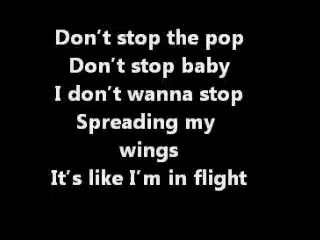 Don't stop the pop
Don't stop baby
I don't wanna stop
Spreading my
wings
It's like I'm in flight